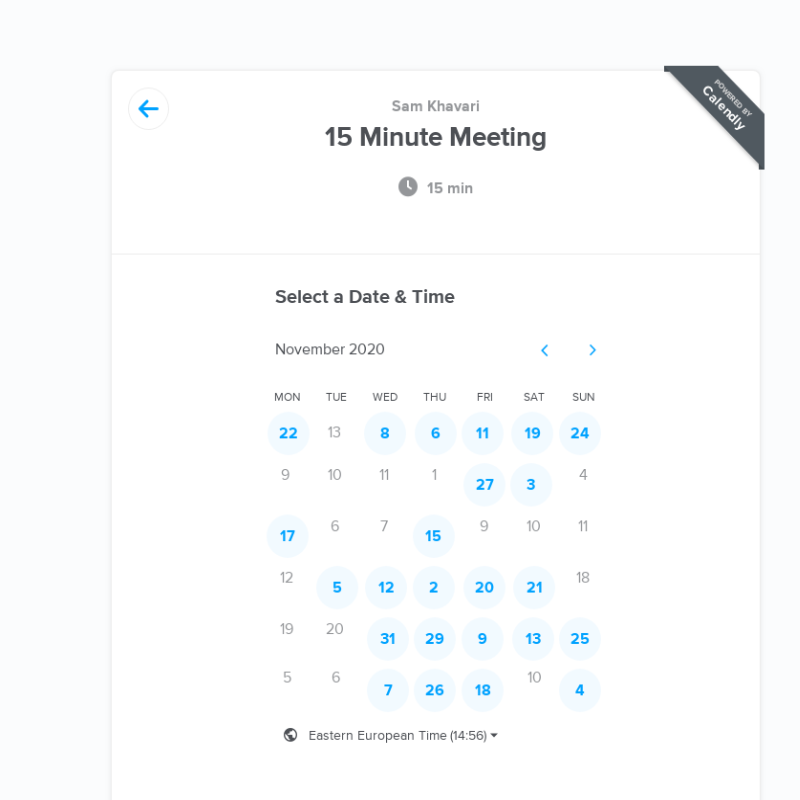 POWERED BY
Calendly
Sam Khavari
15 Minute Meeting
15 min
Select a Date & Time
November 2020
MON TUE WED THU FRI SAT SUN
22 13 8 6 11 19 24
9 10 11 1 27 3 4
17 6 7 15 9 10 11
12 5 12 2 20 21 18
19 20 31 29 9 13 25
5 6 7 26 18 10 4
Eastern European Time (14:56)